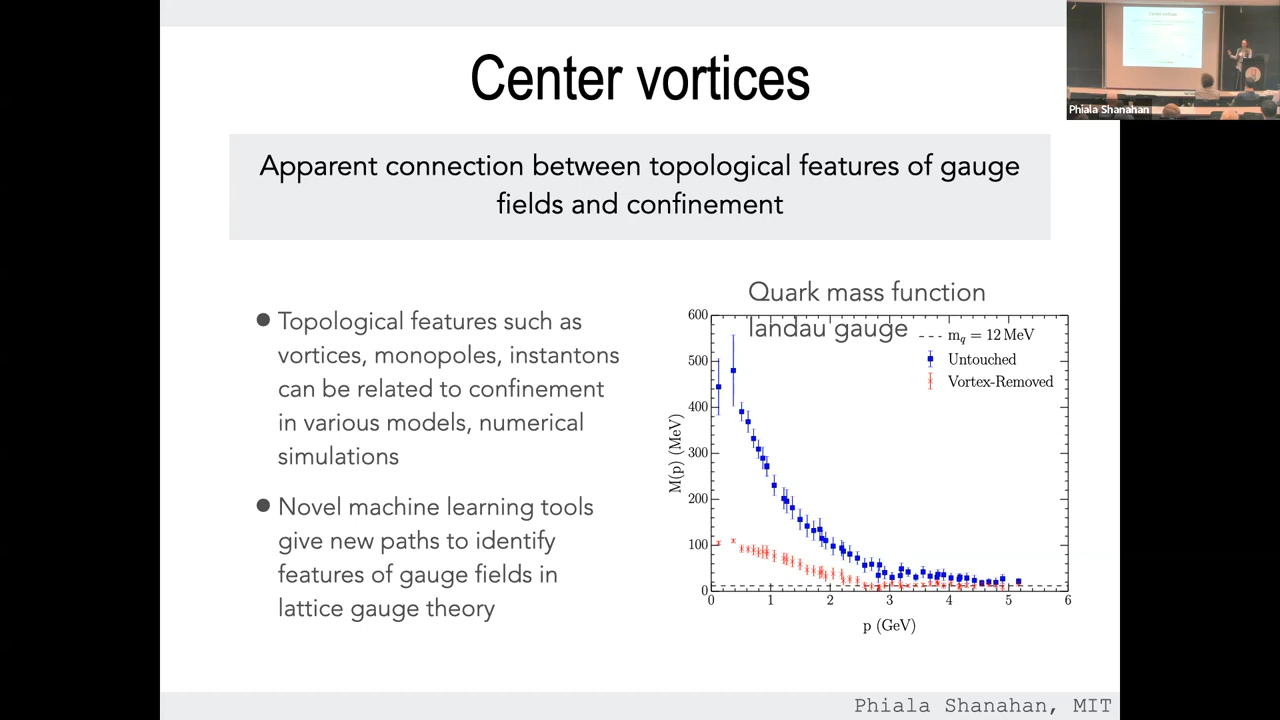 Center vortices
Phiala Shanahan
Apparent connection between topological features of gauge
fields and confinement
Topological features such as
vortices, monopoles, instantons
can be related to confinement
in various models, numerical
simulations
Novel machine learning tools
give new paths to identify
features of gauge fields in
lattice gauge theory
Quark mass function
landau gauge
m_q = 12 MeV
Untouched
Vortex-Removed
M(p) (MeV)
600
500
400
300
200
100
0
0 1 2 3 4 5 6
p (GeV)
Phiala Shanahan, MIT